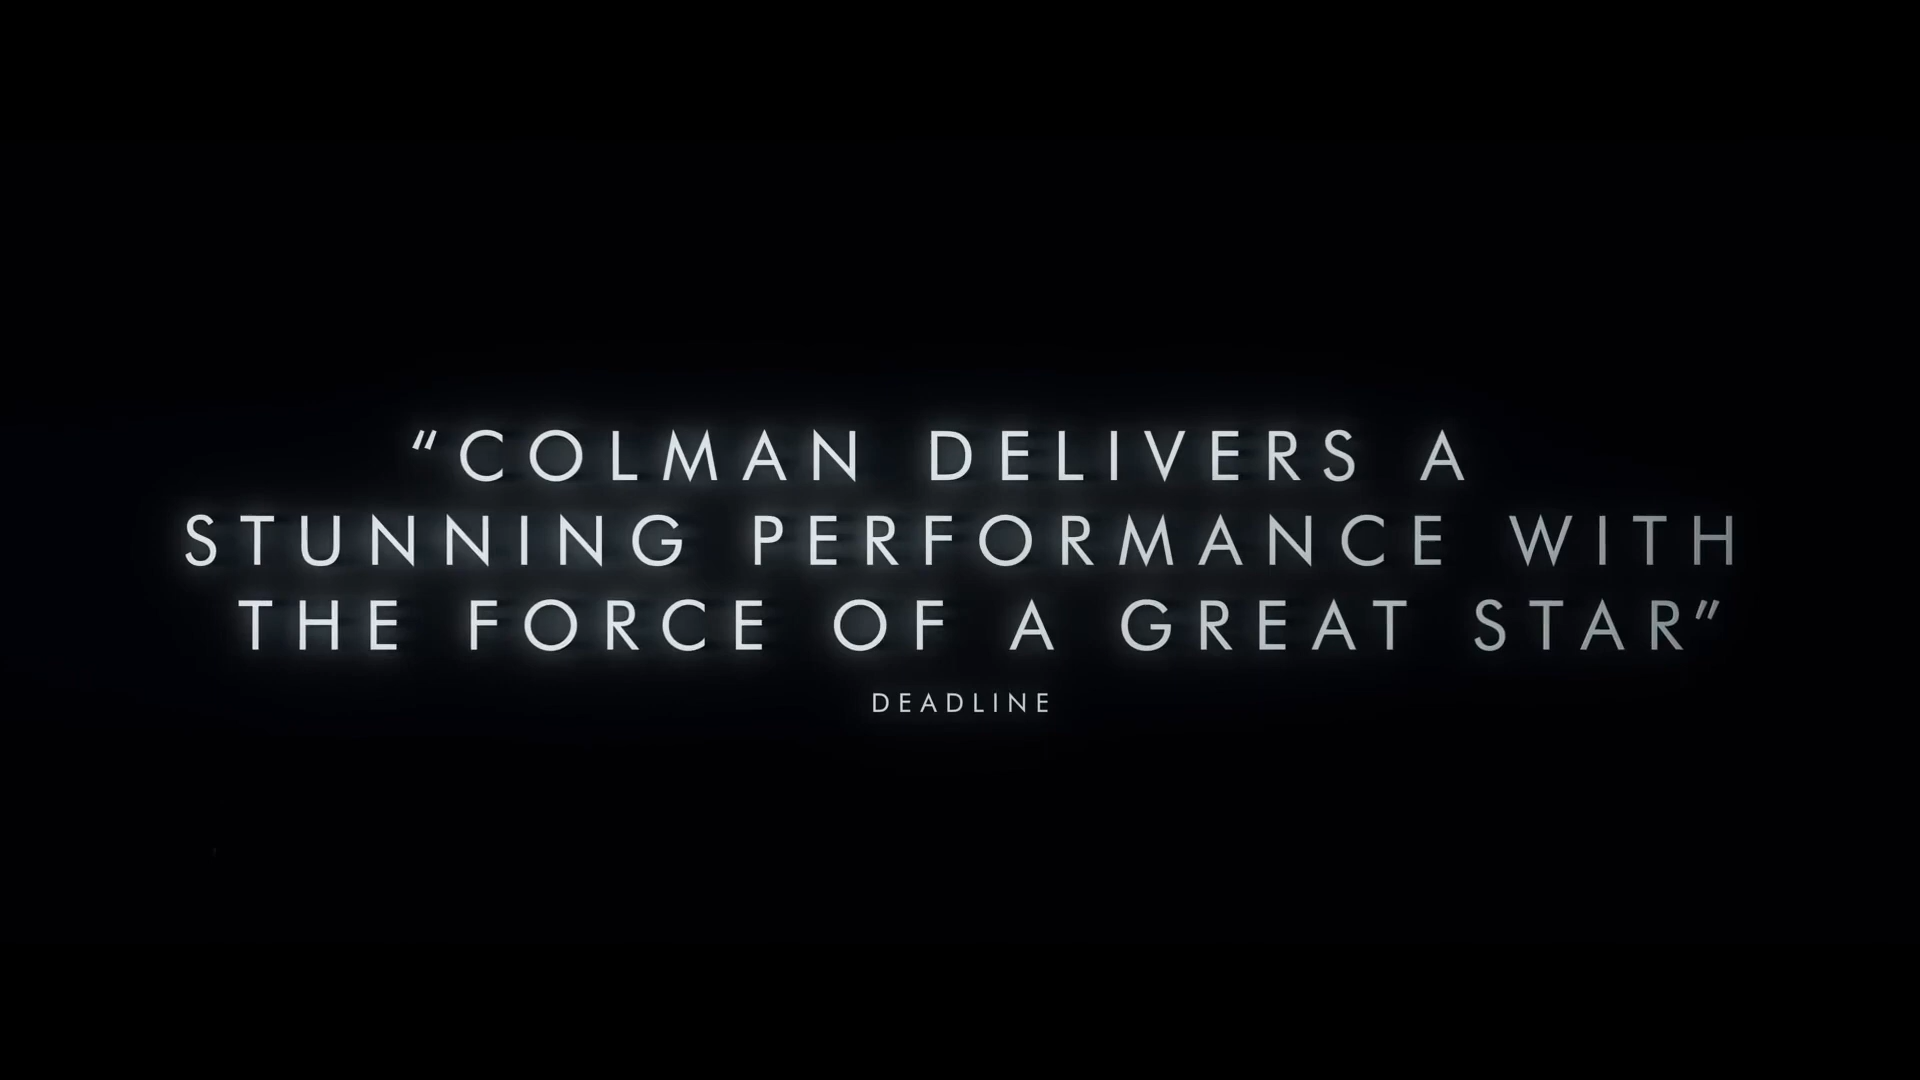 “COLMAN DELIVERS A
STUNNING PERFORMANCE WITH
THE FORCE OF A GREAT STAR”
DEADLINE